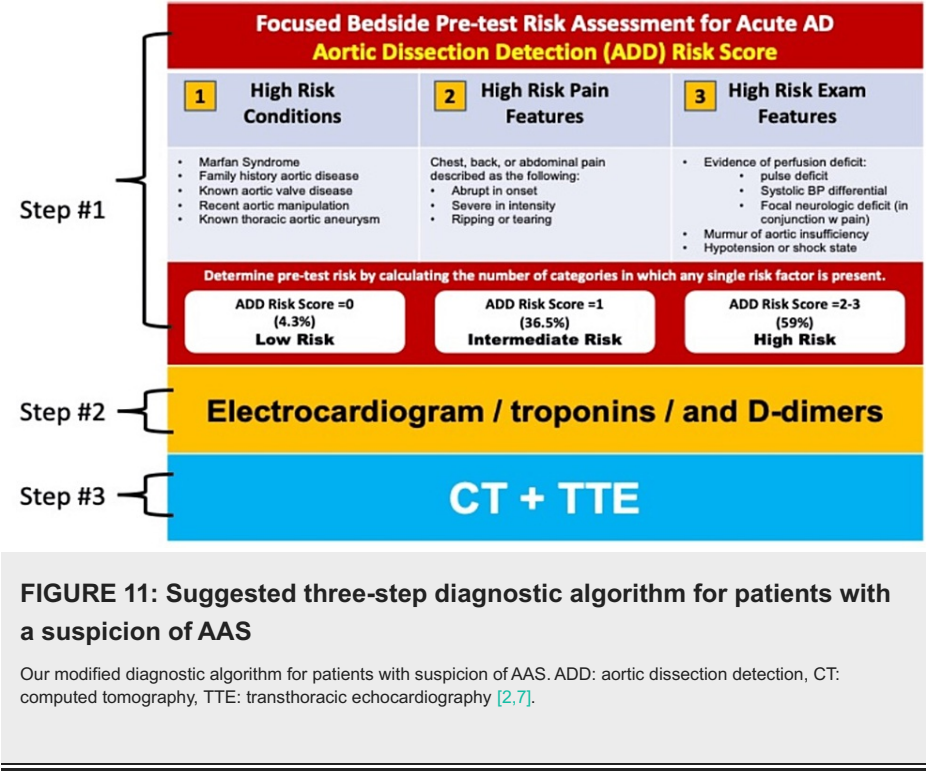 Focused Bedside Pre-test Risk Assessment for Acute AD
Aortic Dissection Detection (ADD) Risk Score
Step #1
1
High Risk
Conditions
2
High Risk Pain
Features
3
High Risk Exam
Features
• Marfan Syndrome
• Family history aortic disease
• Known aortic valve disease
• Recent aortic manipulation
• Known thoracic aortic aneurysm
Chest, back, or abdominal pain
described as the following:
• Abrupt in onset
• Severe in intensity
• Ripping or tearing
• Evidence of perfusion deficit:
• pulse deficit
• Systolic BP differential
• Focal neurologic deficit (in
conjunction w pain)
• Murmur of aortic insufficiency
• Hypotension or shock state
Determine pre-test risk by calculating the number of categories in which any single risk factor is present.
ADD Risk Score =0
(4.3%)
Low Risk
ADD Risk Score =1
(36.5%)
Intermediate Risk
ADD Risk Score =2-3
(59%)
High Risk
Step #2
Electrocardiogram / troponins / and D-dimers
Step #3
CT + TTE
FIGURE 11: Suggested three-step diagnostic algorithm for patients with
a suspicion of AAS
Our modified diagnostic algorithm for patients with suspicion of AAS. ADD: aortic dissection detection, CT:
computed tomography, TTE: transthoracic echocardiography [2,7].